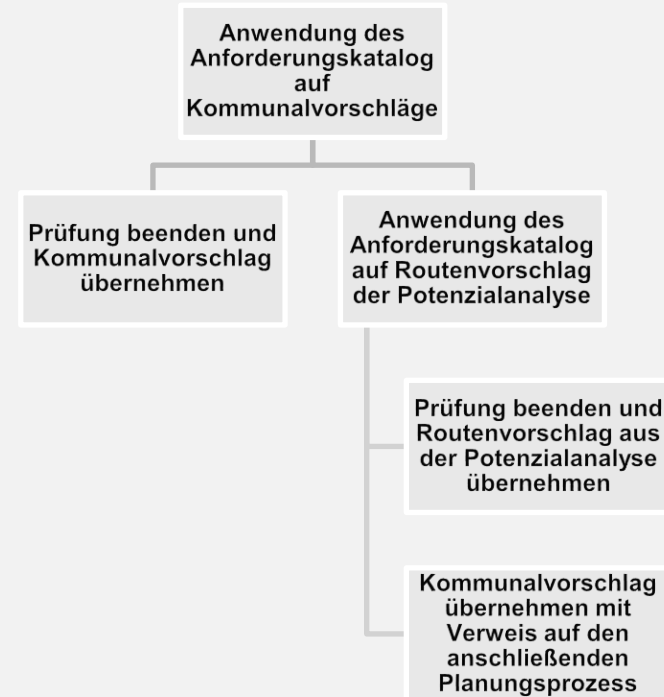 Anwendung des
Anforderungskatalog
auf
Kommunalvorschläge
Prüfung beenden und
Kommunalvorschlag
übernehmen
Anwendung des
Anforderungskatalog
auf Routenvorschlag
der Potenzialanalyse
Prüfung beenden und
Routenvorschlag aus
der Potenzialanalyse
übernehmen
Kommunalvorschlag
übernehmen mit
Verweis auf den
anschließenden
Planungsprozess